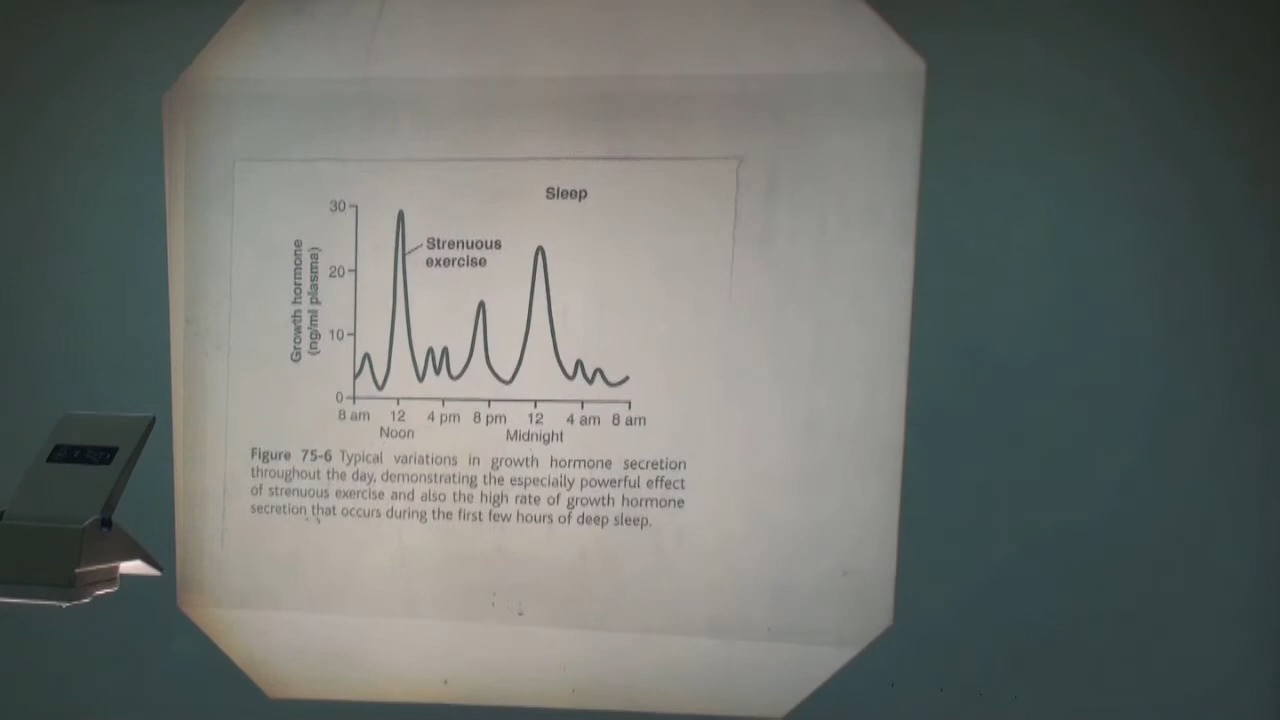 Sleep
30
Strenuous
exercise
20
Growth hormone
(ng/ml plasma)
10
0
8 am 12 4 pm 8 pm 12 4 am 8 am
Noon Midnight
Figure 75-6 Typical variations in growth hormone secretion
throughout the day, demonstrating the especially powerful effect
of strenuous exercise and also the high rate of growth hormone
secretion that occurs during the first few hours of deep sleep.